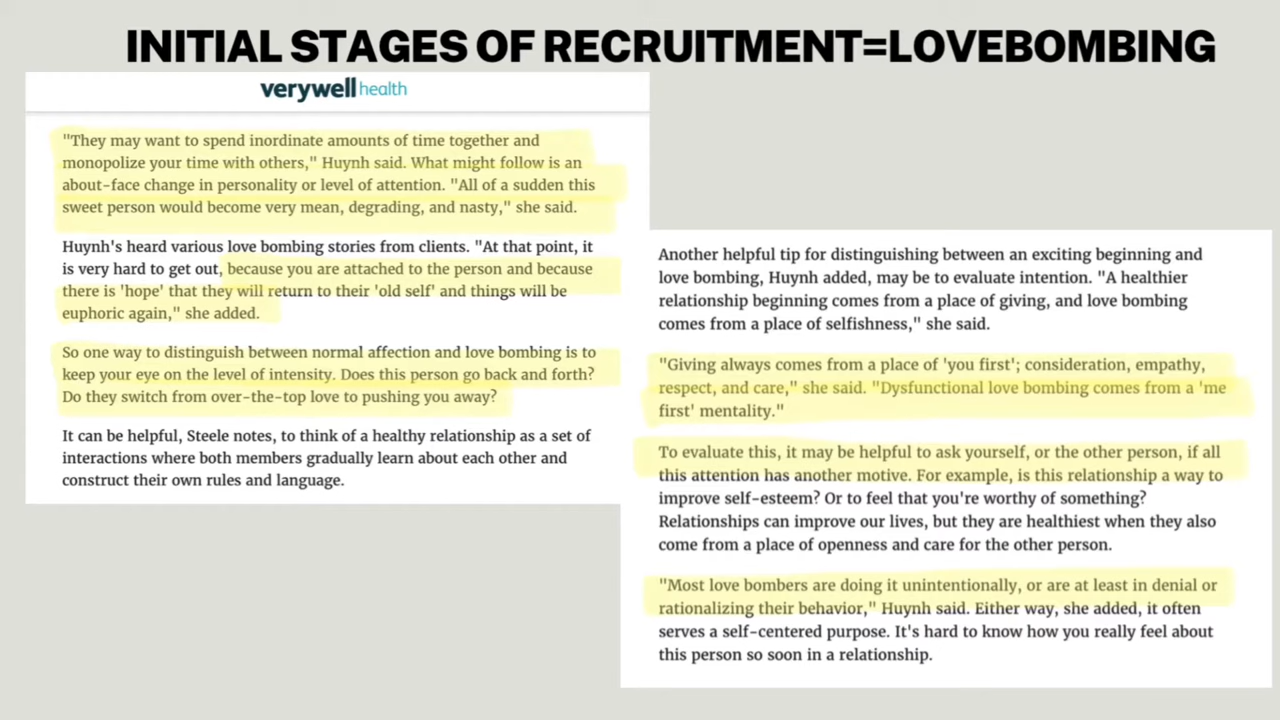 INITIAL STAGES OF RECRUITMENT=LOVEBOMBING
verywell health
"They may want to spend inordinate amounts of time together and
monopolize your time with others," Huynh said. What might follow is an
about-face change in personality or level of attention. "All of a sudden this
sweet person would become very mean, degrading, and nasty," she said.
Huynh's heard various love bombing stories from clients. "At that point, it
is very hard to get out, because you are attached to the person and because
there is 'hope' that they will return to their 'old self' and things will be
euphoric again," she added.
So one way to distinguish between normal affection and love bombing is to
keep your eye on the level of intensity. Does this person go back and forth?
Do they switch from over-the-top love to pushing you away?
It can be helpful, Steele notes, to think of a healthy relationship as a set of
interactions where both members gradually learn about each other and
construct their own rules and language.
Another helpful tip for distinguishing between an exciting beginning and
love bombing, Huynh added, may be to evaluate intention. "A healthier
relationship beginning comes from a place of giving, and love bombing
comes from a place of selfishness," she said.
"Giving always comes from a place of 'you first'; consideration, empathy,
respect, and care," she said. "Dysfunctional love bombing comes from a 'me
first' mentality."
To evaluate this, it may be helpful to ask yourself, or the other person, if all
this attention has another motive. For example, is this relationship a way to
improve self-esteem? Or to feel that you're worthy of something?
Relationships can improve our lives, but they are healthiest when they also
come from a place of openness and care for the other person.
"Most love bombers are doing it unintentionally, or are at least in denial or
rationalizing their behavior," Huynh said. Either way, she added, it often
serves a self-centered purpose. It's hard to know how you really feel about
this person so soon in a relationship.